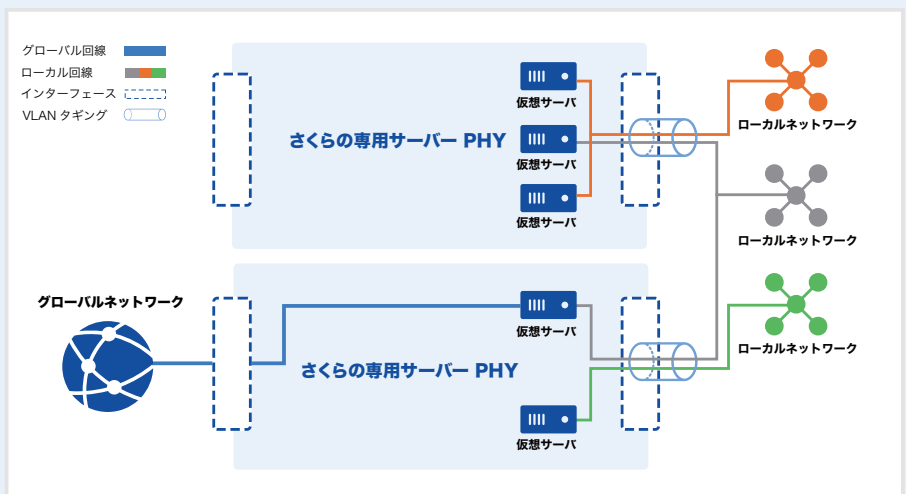 グローバル回線
ローカル回線
インターフェース
VLAN タギング
仮想サーバ
さくらの専用サーバー PHY
仮想サーバ
仮想サーバ
ローカルネットワーク
ローカルネットワーク
グローバルネットワーク
仮想サーバ
さくらの専用サーバー PHY
仮想サーバ
ローカルネットワーク